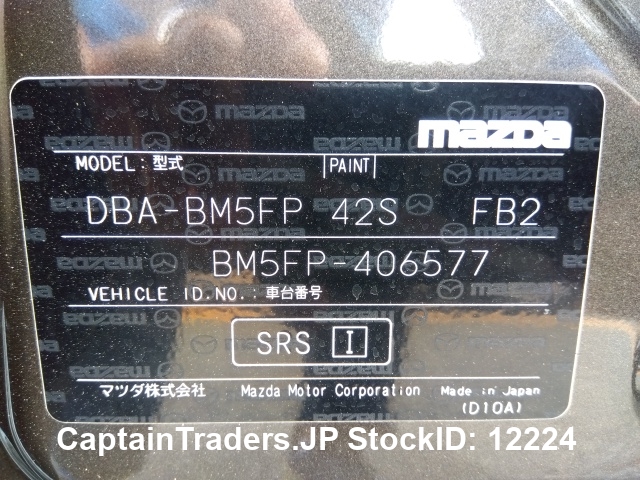 mazda
MODEL: 型式 PAINT
DBA-BM5FP 42S FB2
BM5FP-406577
VEHICLE ID.NO.: 車台番号
SRS I
マツダ株式会社 Mazda Motor Corporation Made in Japan
(D10A)
CaptainTraders.JP StockID: 12224